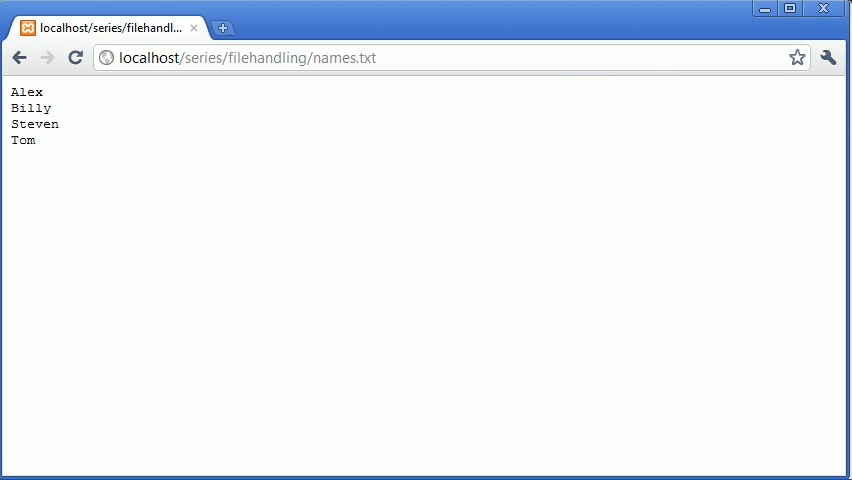 localhost/series/filehandl...
localhost/series/filehandling/names.txt
Alex
Billy
Steven
Tom